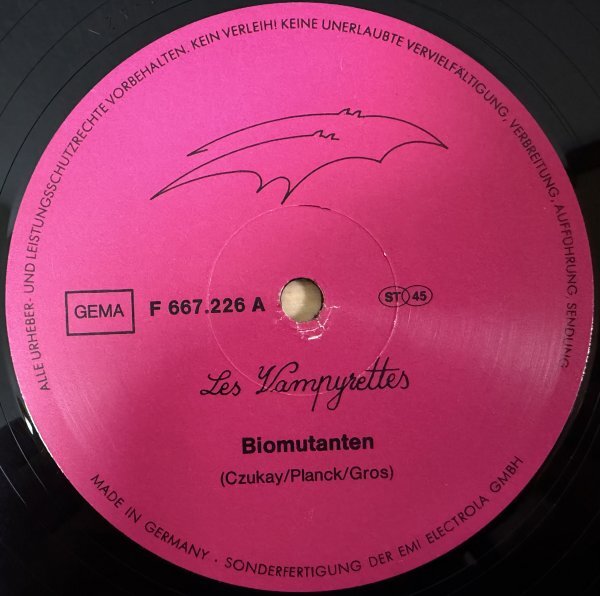 ALLE URHEBER- UND LEISTUNGSSCHUTZRECHTE VORBEHALTEN. KEIN VERLEIH! KEINE UNERLAUBTE VERVIELFÄLTIGUNG, VERBREITUNG, AUFFÜHRUNG, SENDUNG
GEMA F 667.226 A ST 45
Les Vampyrettes
Biomutanten
(Czukay/Planck/Gros)
MADE IN GERMANY · SONDERFERTIGUNG DER EMI ELECTROLA GMBH